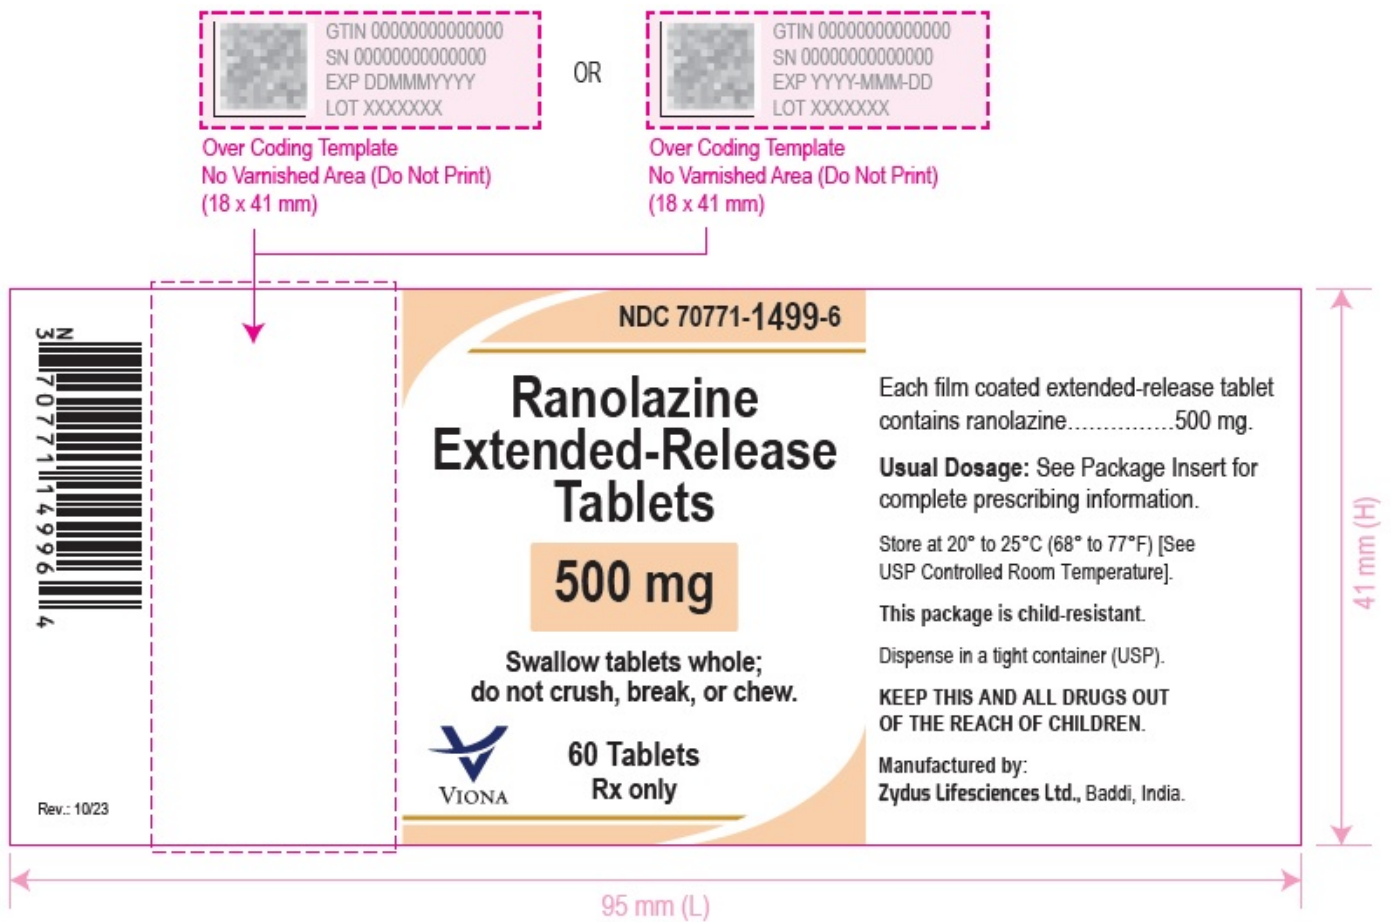 GTIN 00000000000000
SN 00000000000000
EXP DDMMMYYYY
LOT XXXXXXX
Over Coding Template
No Varnished Area (Do Not Print)
(18 x 41 mm)
OR
GTIN 00000000000000
SN 00000000000000
EXP YYYY-MMM-DD
LOT XXXXXXX
Over Coding Template
No Varnished Area (Do Not Print)
(18 x 41 mm)
N
3 70771 14996 4
Rev.: 10/23
NDC 70771-1499-6
Ranolazine
Extended-Release
Tablets
500 mg
Swallow tablets whole;
do not crush, break, or chew.
VIONA
60 Tablets
Rx only
Each film coated extended-release tablet
contains ranolazine...............500 mg.
Usual Dosage: See Package Insert for
complete prescribing information.
Store at 20° to 25°C (68° to 77°F) [See
USP Controlled Room Temperature].
This package is child-resistant.
Dispense in a tight container (USP).
KEEP THIS AND ALL DRUGS OUT
OF THE REACH OF CHILDREN.
Manufactured by:
Zydus Lifesciences Ltd., Baddi, India.
41 mm (H)
95 mm (L)